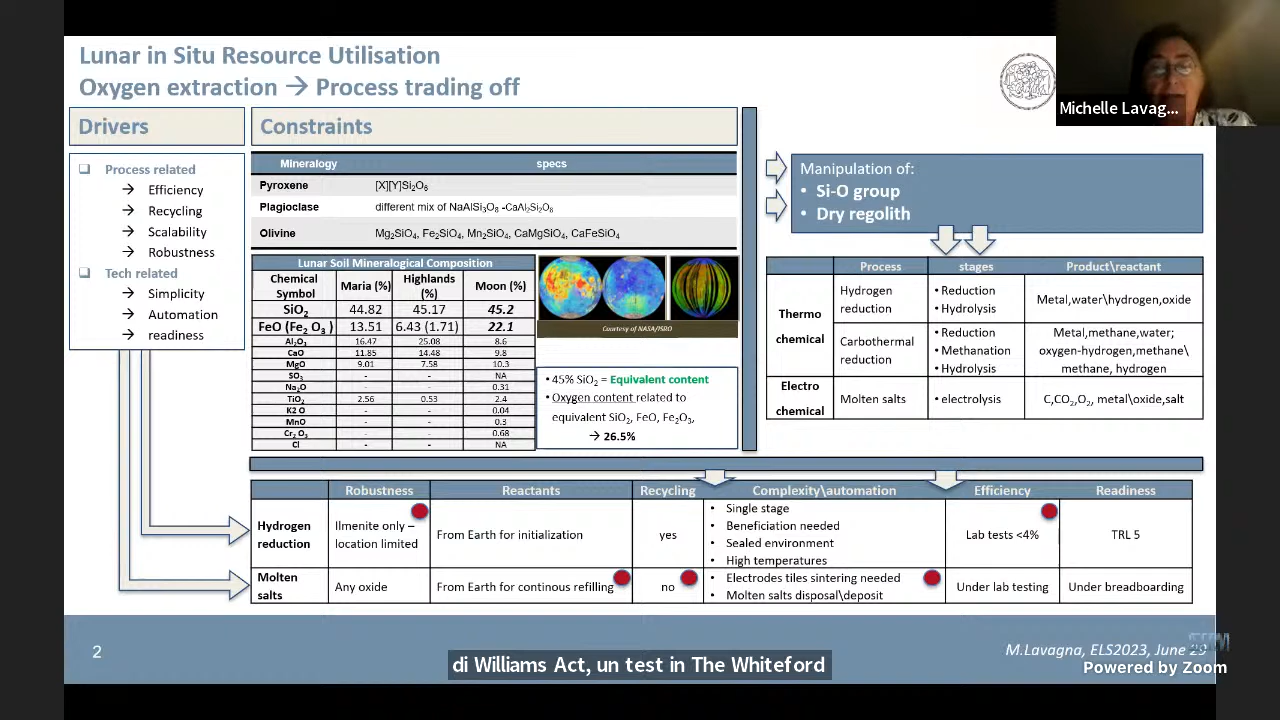 Lunar in Situ Resource Utilisation
Oxygen extraction → Process trading off
Michelle Lavag...
Drivers
Process related
→ Efficiency
→ Recycling
→ Scalability
→ Robustness
Tech related
→ Simplicity
→ Automation
→ readiness
Constraints
Mineralogy specs
Pyroxene [X][Y]Si₂O₆
Plagioclase different mix of NaAlSi₃O₈ -CaAl₂Si₂O₈
Olivine Mg₂SiO₄, Fe₂SiO₄, Mn₂SiO₄, CaMgSiO₄, CaFeSiO₄
Lunar Soil Mineralogical Composition
Chemical Symbol Maria (%) Highlands (%) Moon (%)
SiO₂ 44.82 45.17 45.2
FeO (Fe₂ O₃ ) 13.51 6.43 (1.71) 22.1
Al₂O₃ 16.47 25.08 8.6
CaO 11.85 14.48 9.8
MgO 9.01 7.58 10.3
SO₃ - - NA
Na₂O - - 0.31
TiO₂ 2.56 0.53 2.4
K2 O - - 0.04
MnO - - 0.3
Cr₂ O₃ - - 0.68
Cl - - NA
Courtesy of NASA/ISRO
• 45% SiO₂ = Equivalent content
• Oxygen content related to
equivalent SiO₂, FeO, Fe₂O₃,
→ 26.5%
Manipulation of:
• Si-O group
• Dry regolith
Process stages Product\reactant
Thermo chemical
Hydrogen reduction
• Reduction
• Hydrolisis
Metal,water\hydrogen,oxide
Carbothermal reduction
• Reduction
• Methanation
• Hydrolisis
Metal,methane,water;
oxygen-hydrogen,methane\
methane, hydrogen
Electro chemical
Molten salts
• electrolysis
C,CO₂,O₂, metal\oxide,salt
Robustness Reactants Recycling Complexity\automation Efficiency Readiness
Hydrogen reduction
Ilmenite only –
location limited
From Earth for initialization
yes
• Single stage
• Beneficiation needed
• Sealed environment
• High temperatures
Lab tests <4%
TRL 5
Molten salts
Any oxide
From Earth for continous refilling
no
• Electrodes tiles sintering needed
• Molten salts disposal\deposit
Under lab testing
Under breadboarding
2
di Williams Act, un test in The Whiteford
M.Lavagna, ELS2023, June 29
Powered by Zoom